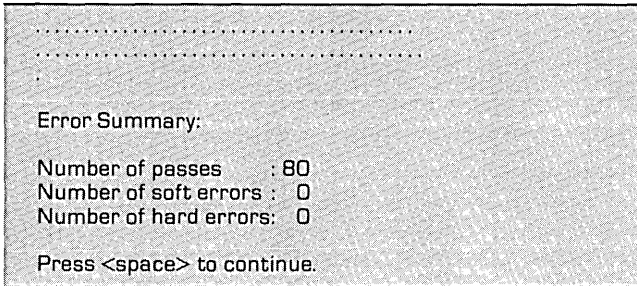 .......................................
........................................
.
Error Summary:
Number of passes : 80
Number of soft errors : 0
Number of hard errors: 0
Press <space> to continue.